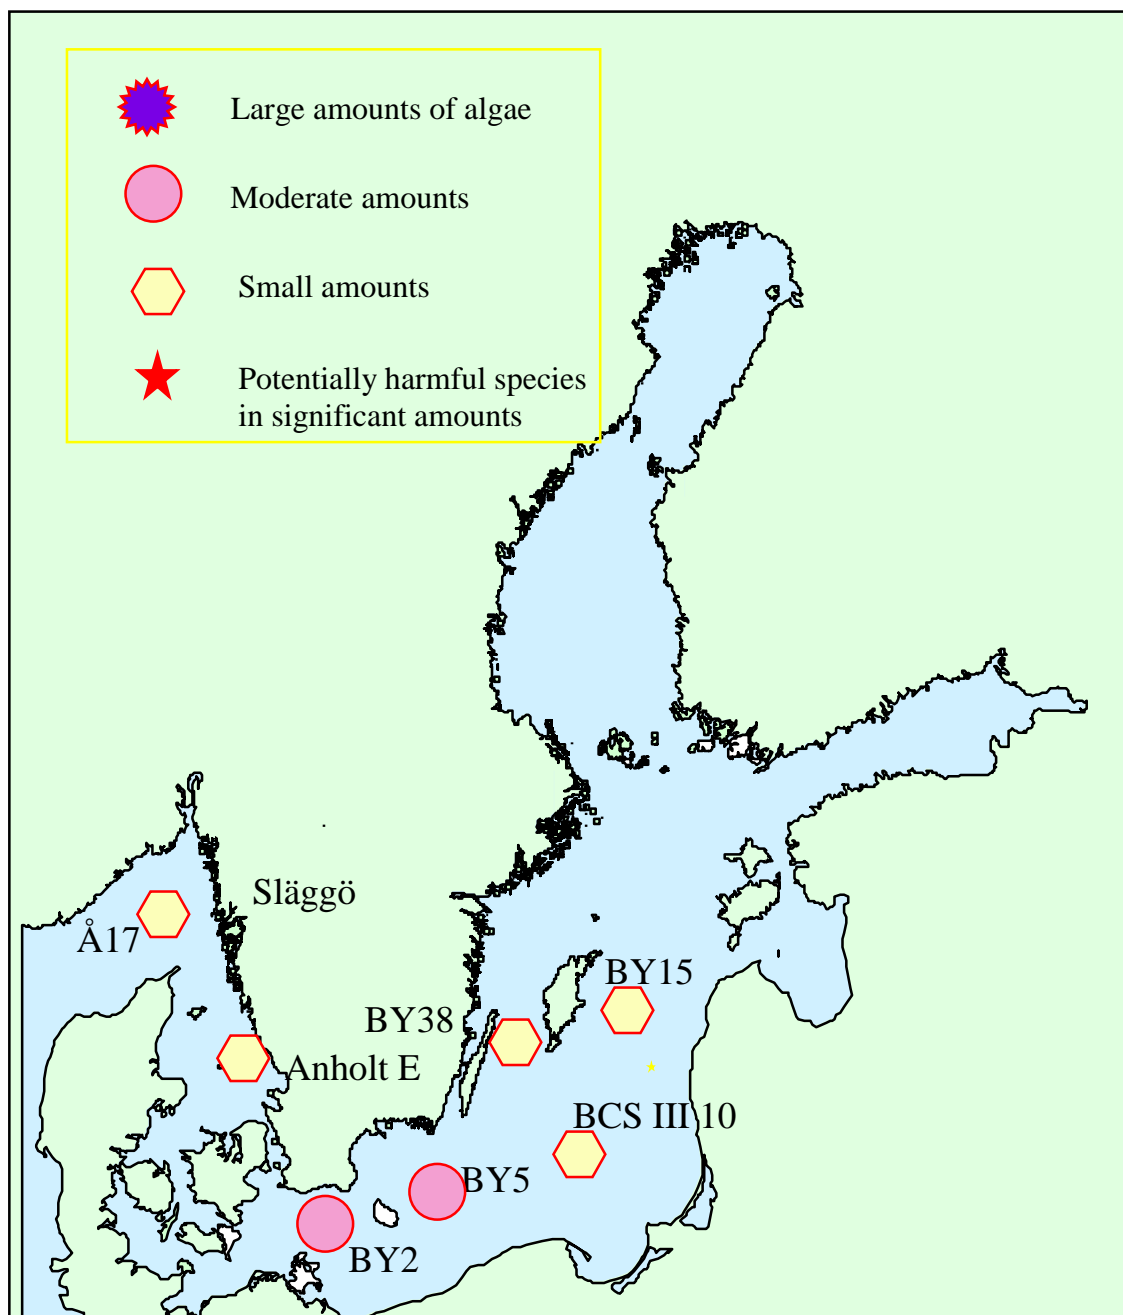 Large amounts of algae
Moderate amounts
Small amounts
Potentially harmful species
in significant amounts
Släggö
Å17
BY15
BY38
Anholt E
BCS III 10
BY5
BY2